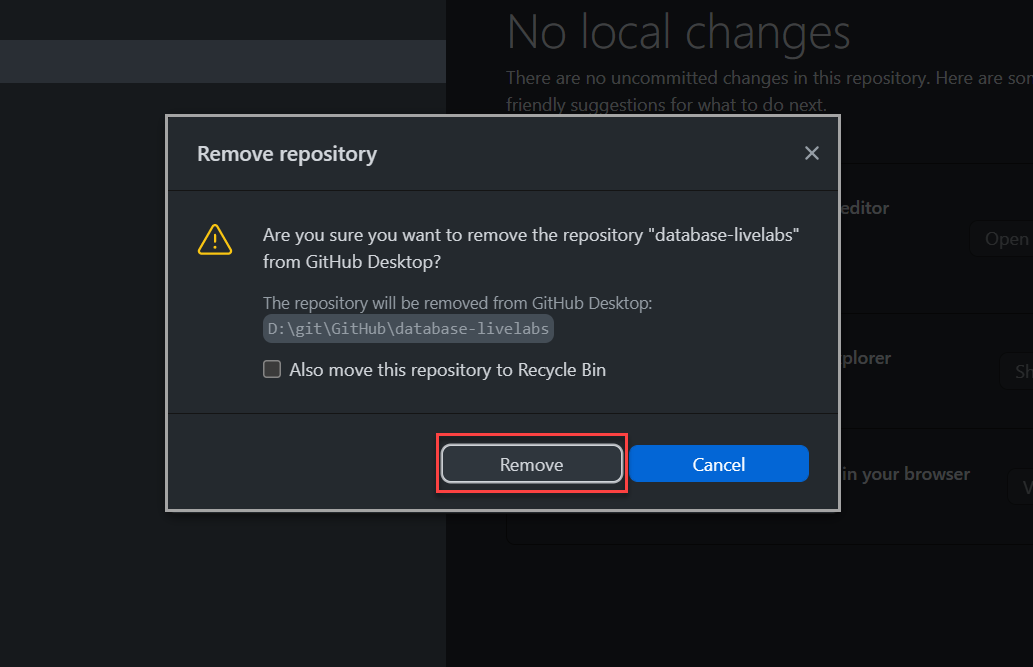 No local changes
There are no uncommitted changes in this repository. Here are
friendly suggestions for what to do next.
Remove repository
editor
Are you sure you want to remove the repository "database-livelabs"
Open
from GitHub Desktop?
The repository will be removed from GitHub Desktop:
D:\git\GitHub\database-livelabs
Also move this repository to Recycle Bin
Remove
Cancel
in your browser